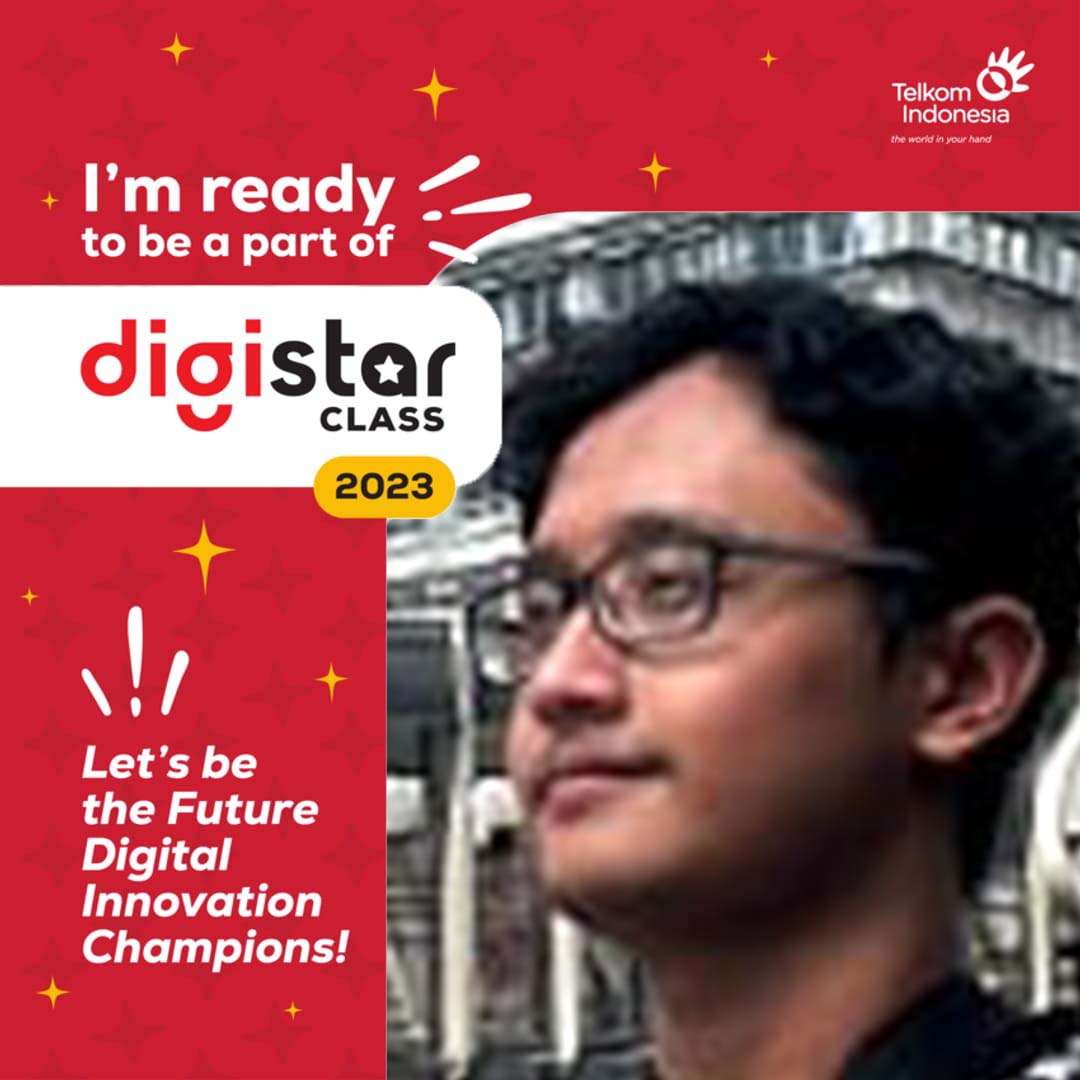 Telkom
Indonesia
the world in your hand
I'm ready
to be a part of
digistar
CLASS
2023
Let's be
the Future
Digital
Innovation
Champions!